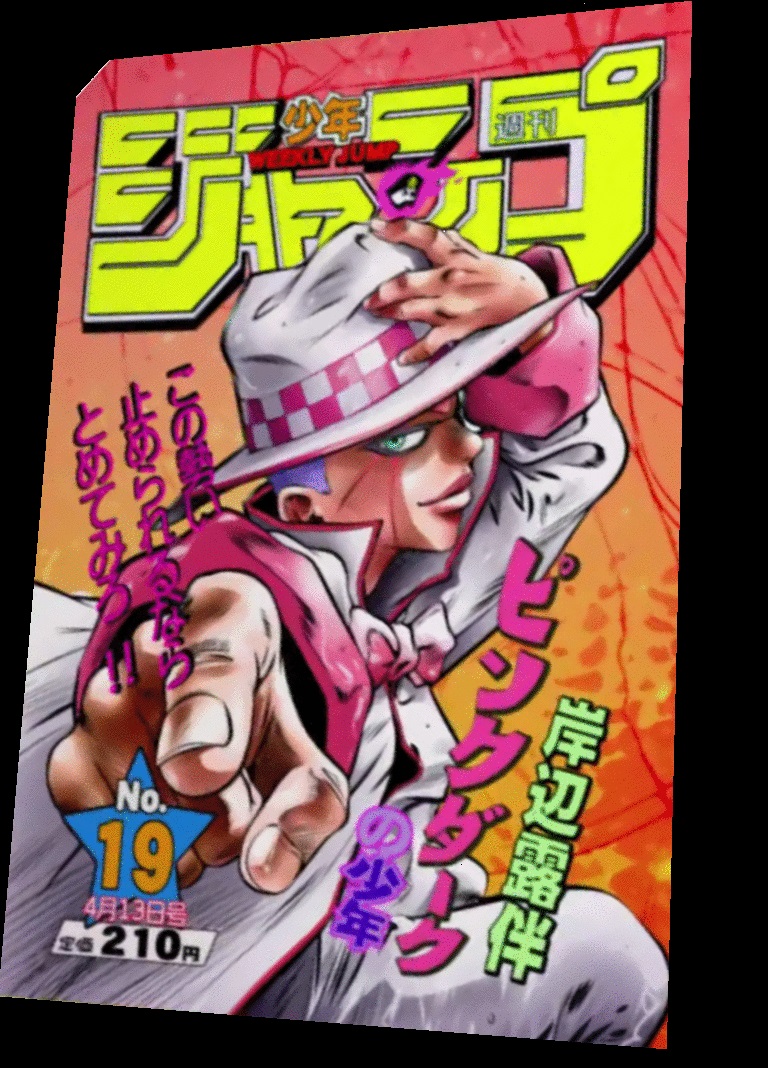 週刊
少年
ジャンプ
WEEKLY JUMP
この勢い
止められるなら
とめてみろ!!
ピンクダーク
の少年
岸辺露伴
No.
19
4月13日号
定価210円